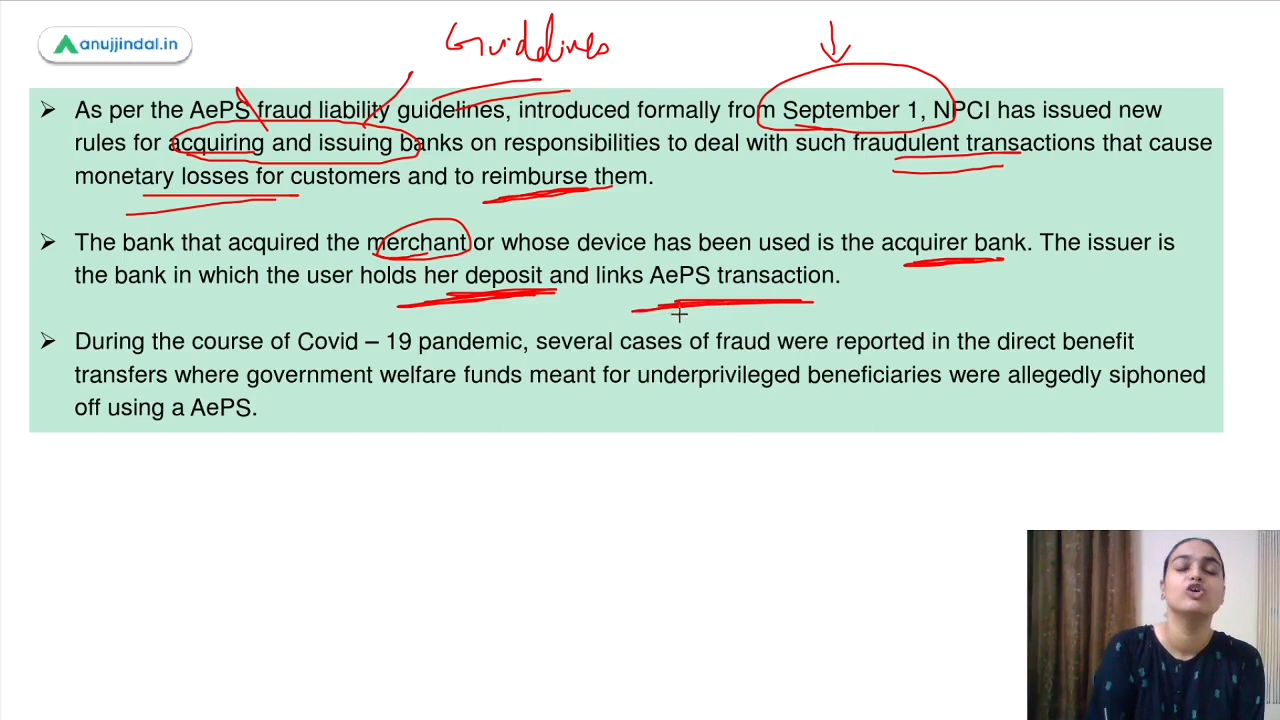 anujjindal.in
Guidelines
➢ As per the AePS fraud liability guidelines, introduced formally from September 1, NPCI has issued new
rules for acquiring and issuing banks on responsibilities to deal with such fraudulent transactions that cause
monetary losses for customers and to reimburse them.
➢ The bank that acquired the merchant or whose device has been used is the acquirer bank. The issuer is
the bank in which the user holds her deposit and links AePS transaction.
➢ During the course of Covid – 19 pandemic, several cases of fraud were reported in the direct benefit
transfers where government welfare funds meant for underprivileged beneficiaries were allegedly siphoned
off using a AePS.